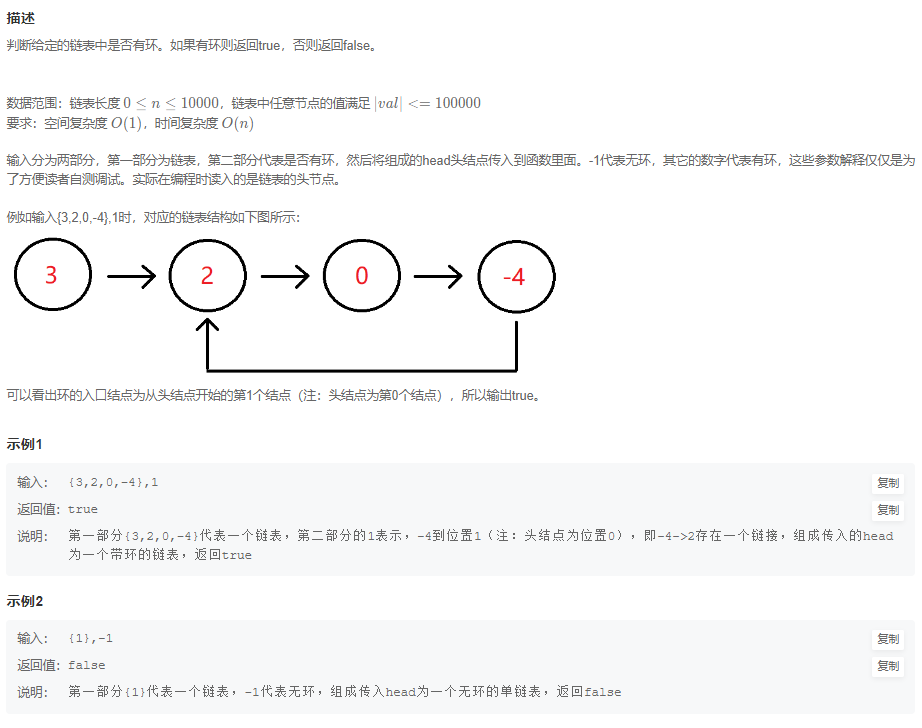 描述
判断给定的链表中是否有环。如果有环则返回true，否则返回false。
数据范围：链表长度 0 ≤ n ≤ 10000，链表中任意节点的值满足 |val| <= 100000
要求：空间复杂度 O(1)，时间复杂度 O(n)
输入分为两部分，第一部分为链表，第二部分代表是否有环，然后将组成的head头结点传入到函数里面。-1代表无环，其它的数字代表有环，这些参数解释仅仅是为
了方便读者自测调试。实际在编程时读入的是链表的头节点。
例如输入{3,2,0,-4},1时，对应的链表结构如下图所示：
3 2 0 -4
可以看出环的入口结点为从头结点开始的第1个结点（注：头结点为第0个结点），所以输出true。
示例1
输入： {3,2,0,-4},1 复制
返回值：true 复制
说明： 第一部分{3,2,0,-4}代表一个链表，第二部分的1表示，-4到位置1（注：头结点为位置0），即-4->2存在一个链接，组成传入的head
为一个带环的链表，返回true
示例2
输入： {1},-1 复制
返回值：false 复制
说明： 第一部分{1}代表一个链表，-1代表无环，组成传入head为一个无环的单链表，返回false